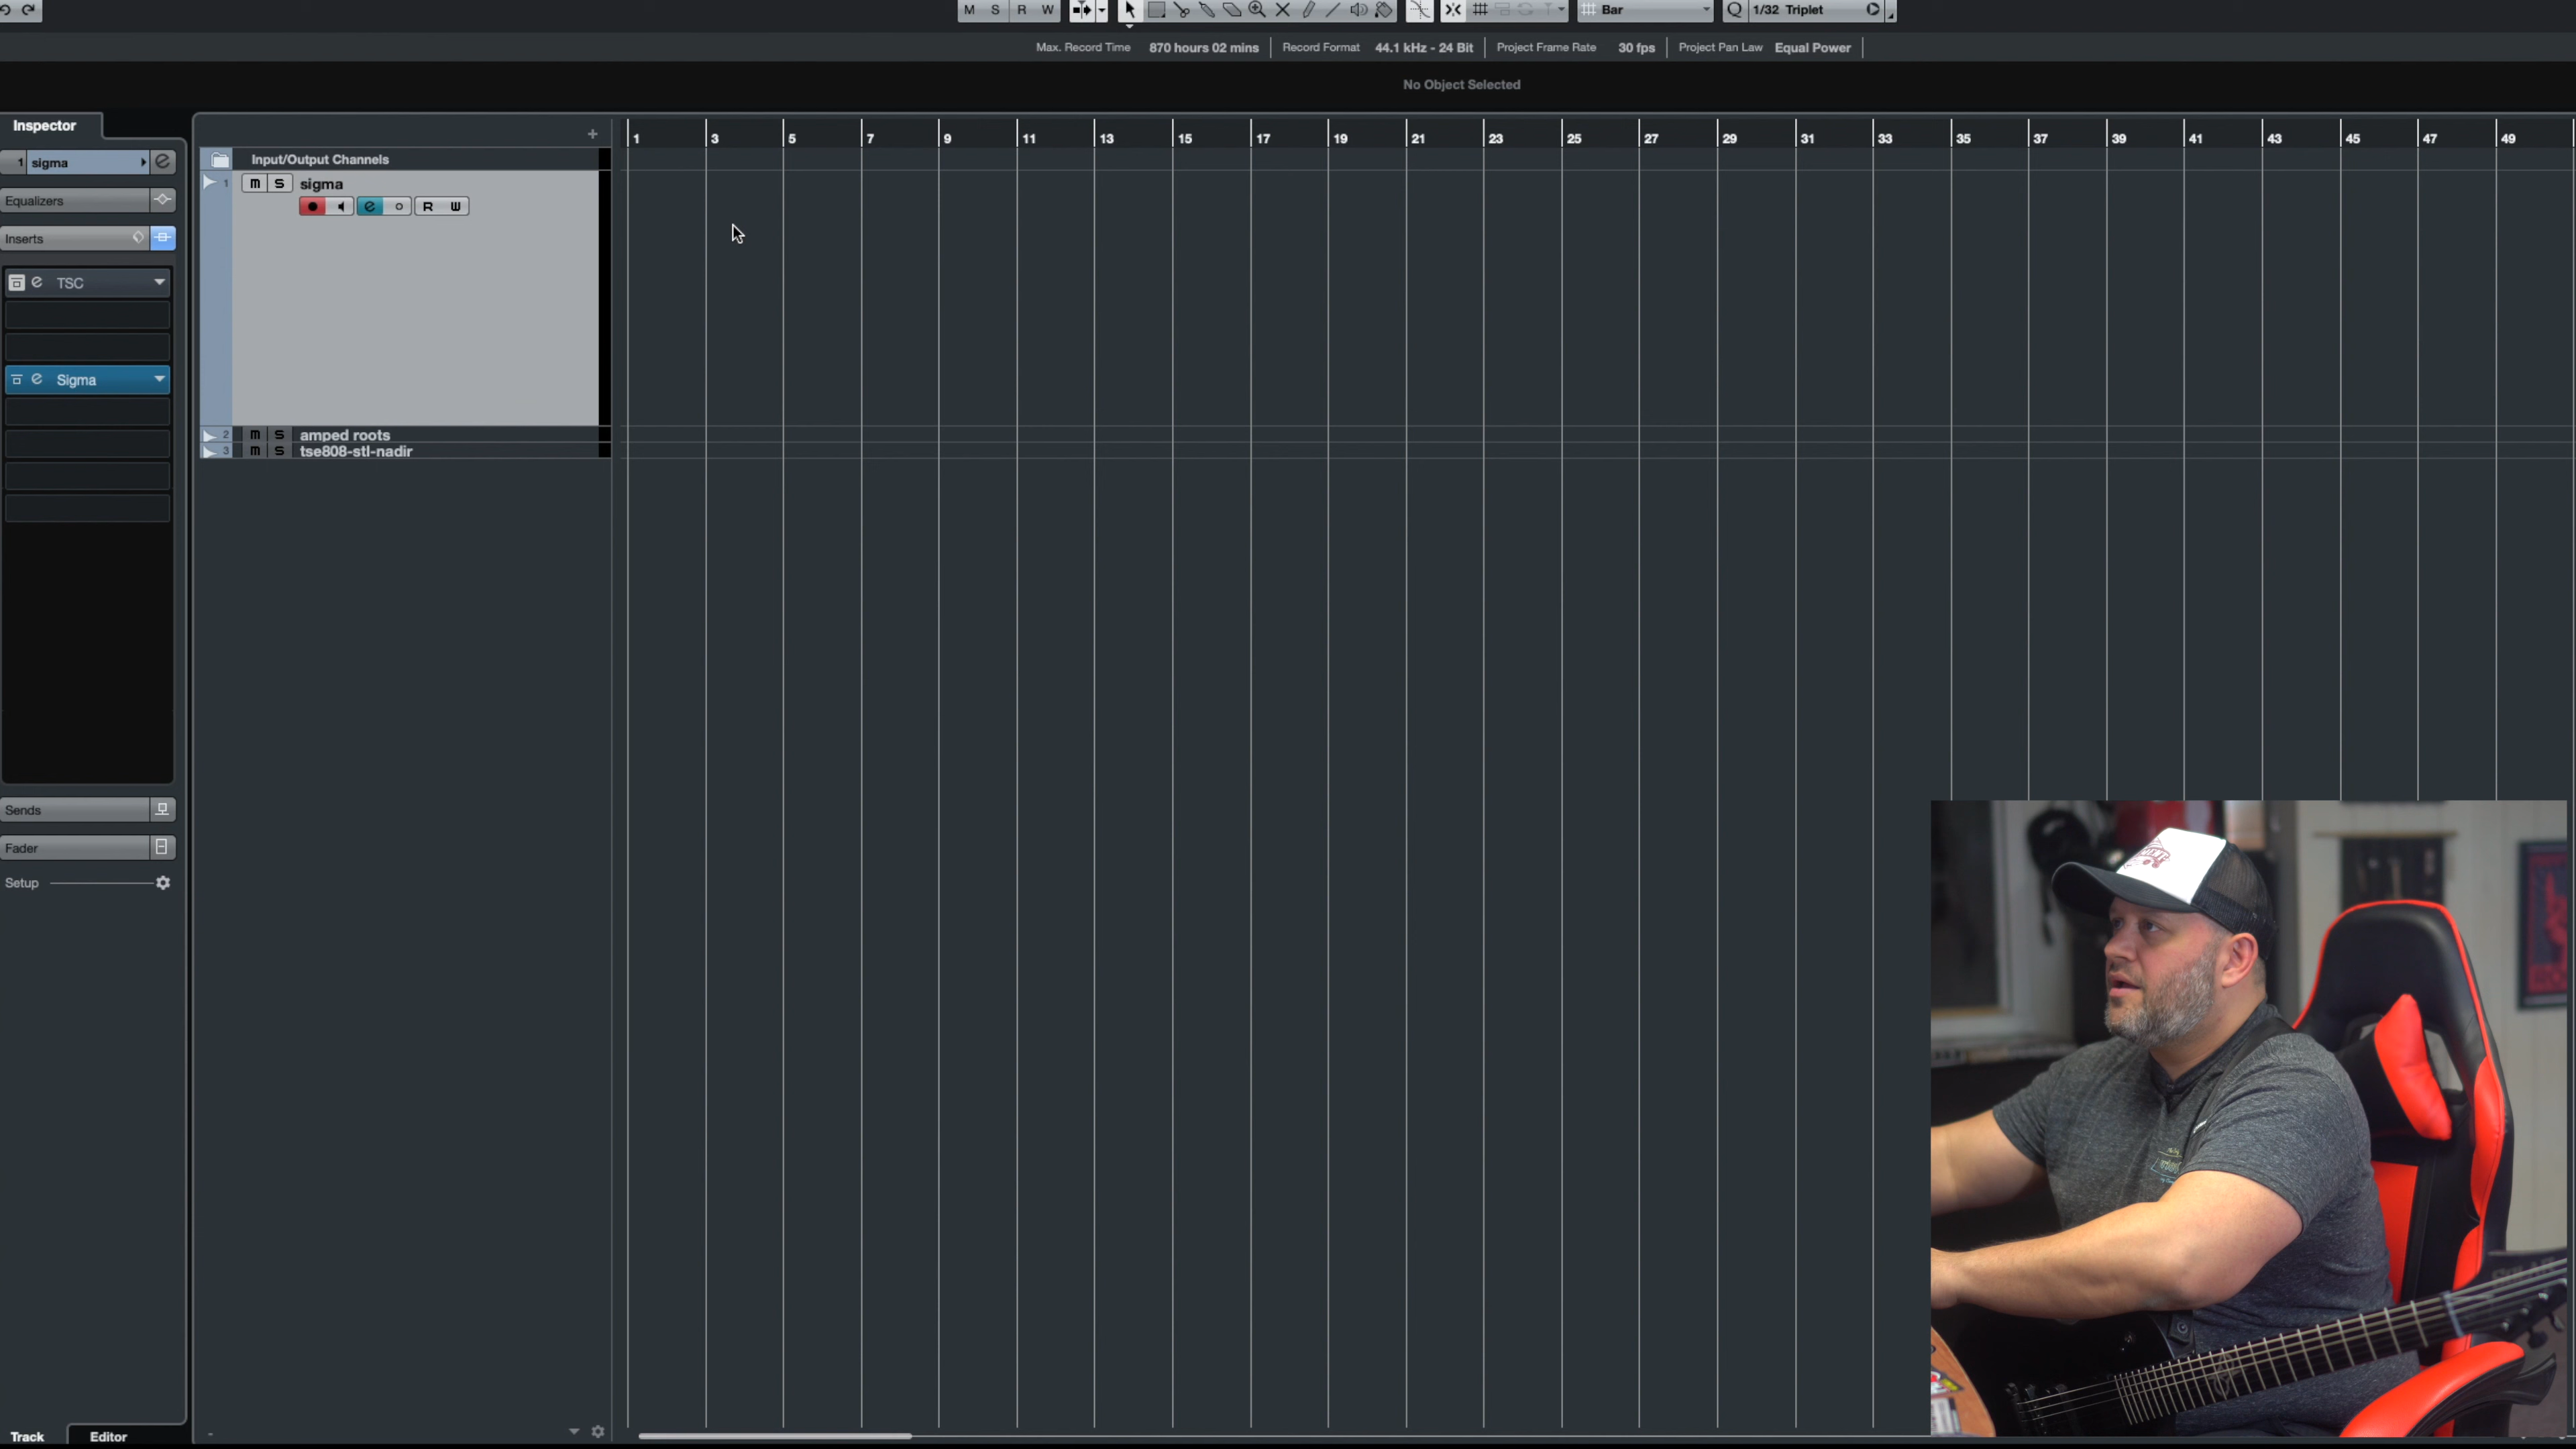 M S R W
Bar
Q 1/32 Triplet
Max. Record Time 870 hours 02 mins Record Format 44.1 kHz - 24 Bit Project Frame Rate 30 fps Project Pan Law Equal Power
No Object Selected
Inspector
1 3 5 7 9 11 13 15 17 19 21 23 25 27 29 31 33 35 37 39 41 43 45 47 49
Input/Output Channels
1 sigma
1 m S sigma
R W
Equalizers
Inserts
TSC
Sigma
2 m S amped roots
3 m S tse808-stl-nadir
Sends
Fader
Setup
Track Editor